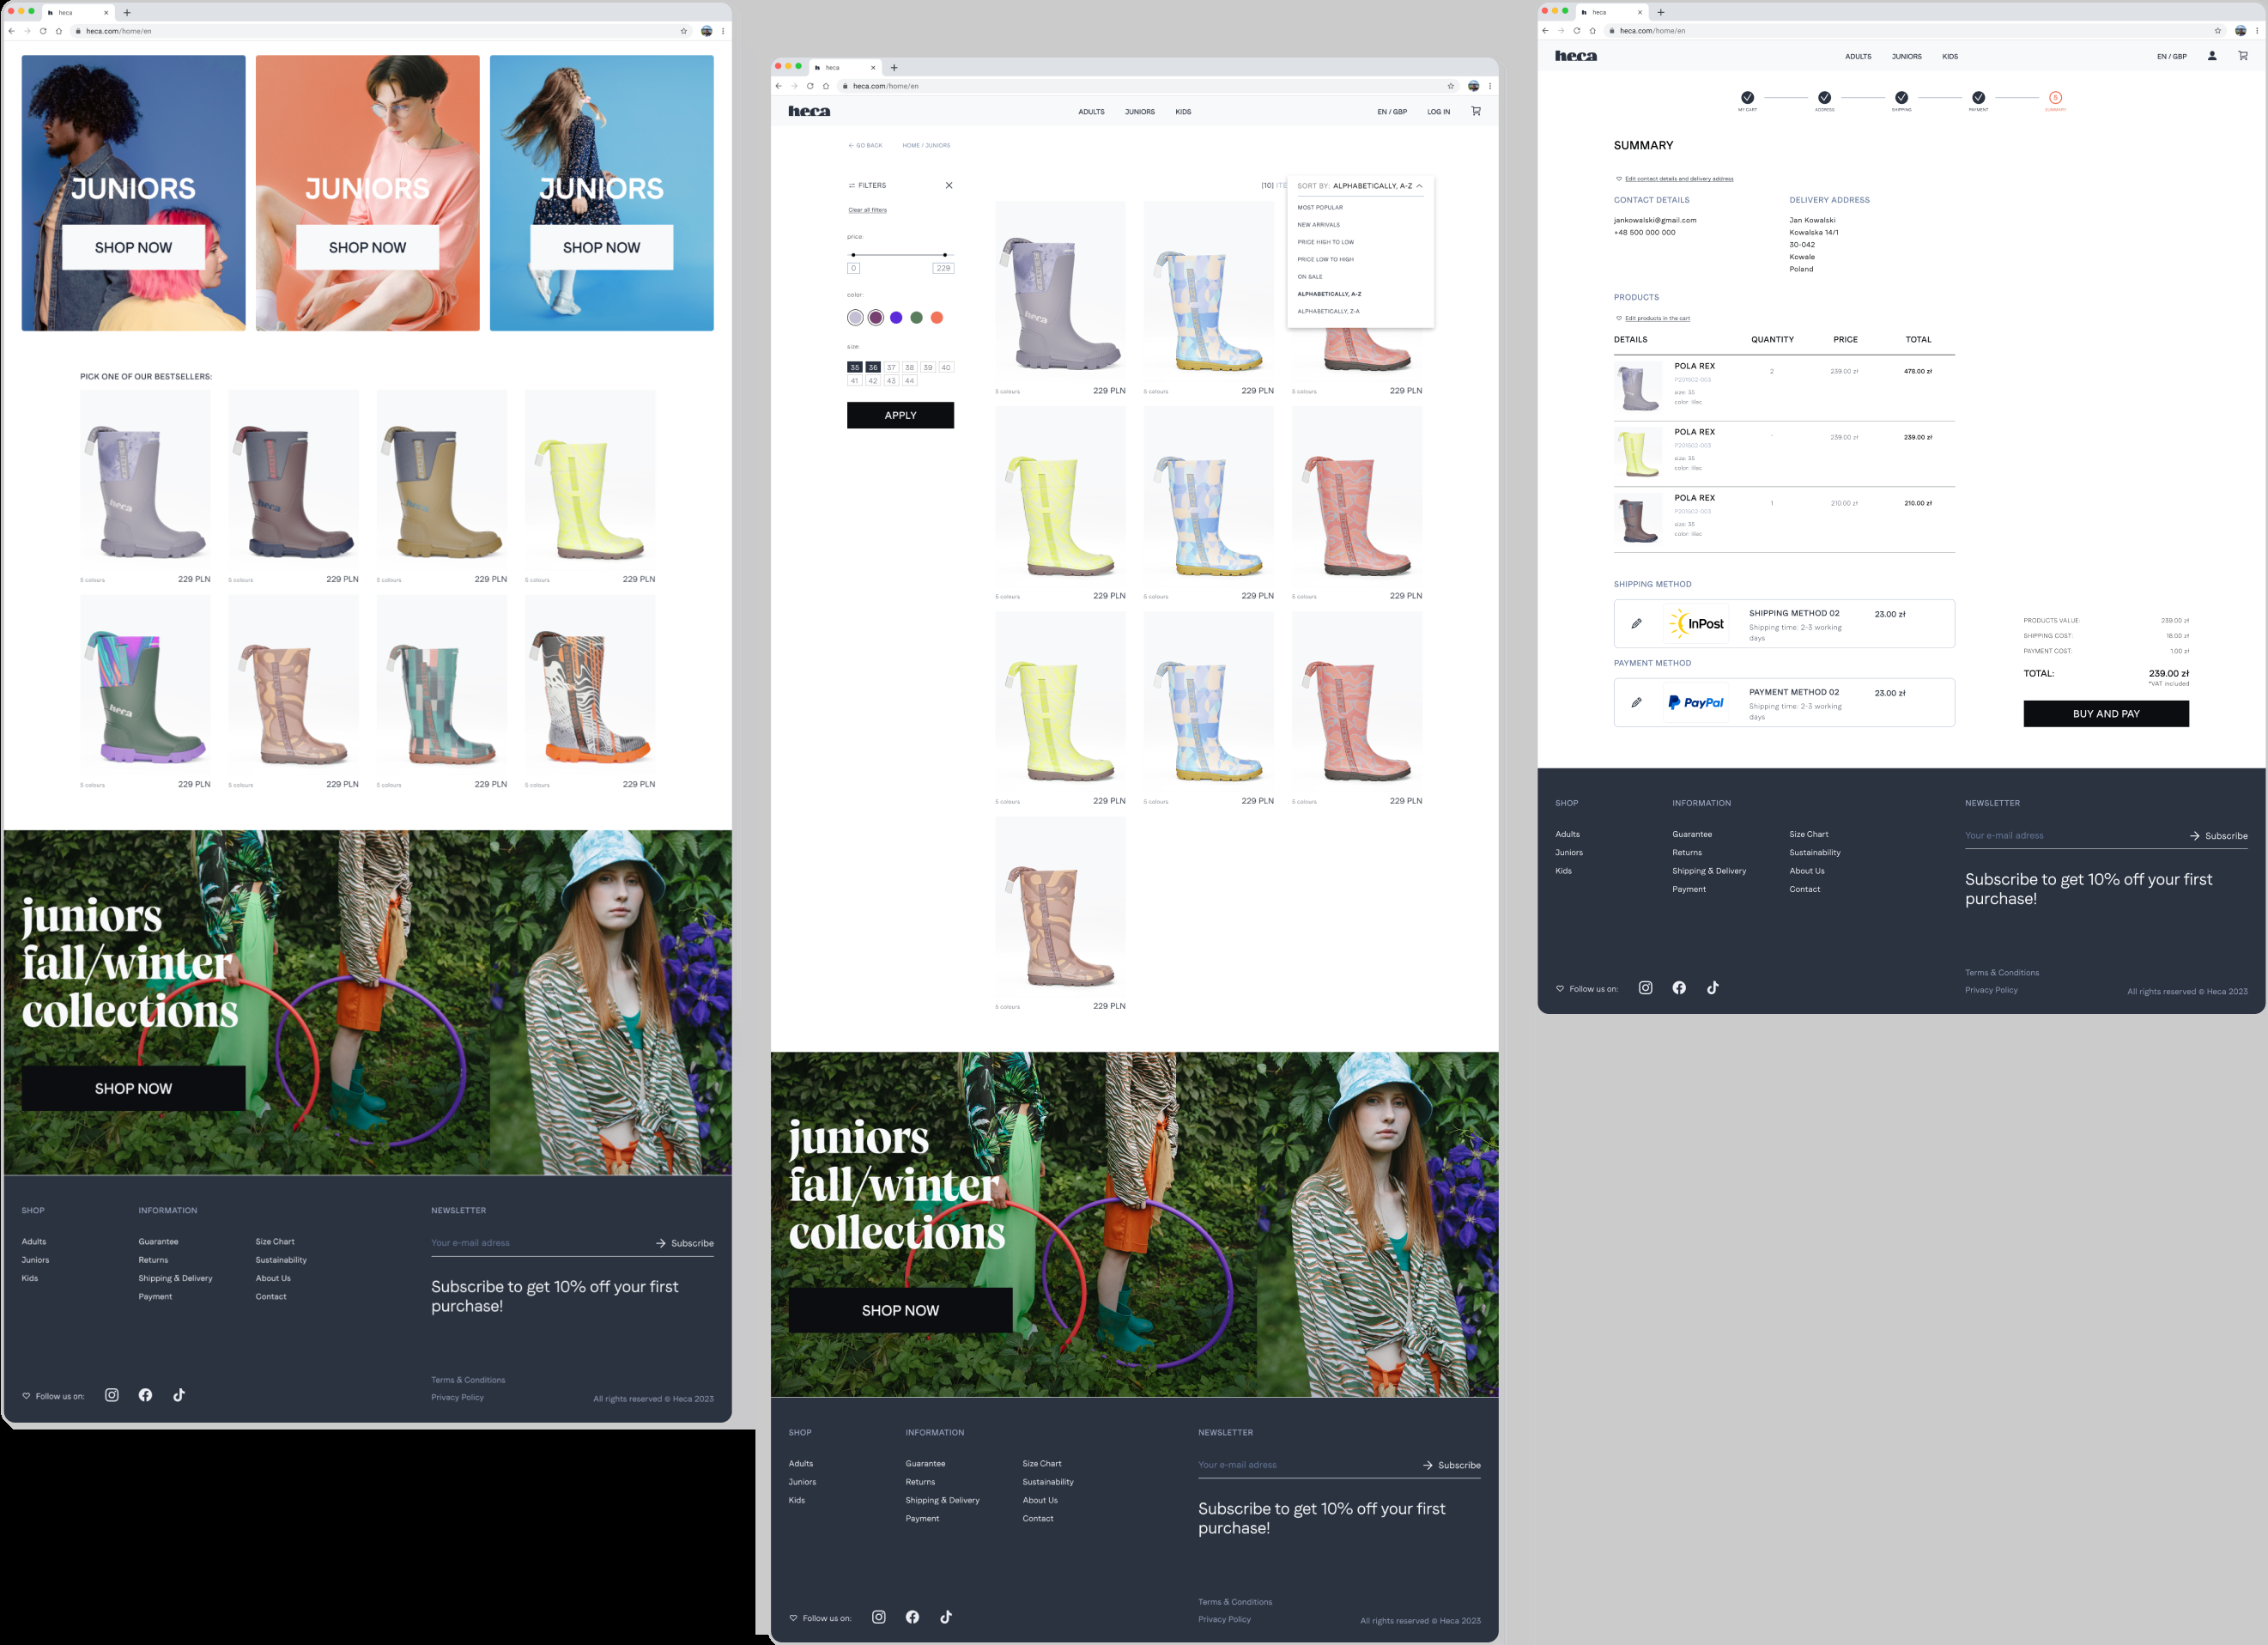 heca
heca.com/home/en
JUNIORS
SHOP NOW
JUNIORS
SHOP NOW
JUNIORS
SHOP NOW
PICK ONE OF OUR BESTSELLERS:
heca
heca
heca
5 colours 229 PLN
5 colours 229 PLN
5 colours 229 PLN
5 colours 229 PLN
heca
5 colours 229 PLN
5 colours 229 PLN
5 colours 229 PLN
5 colours 229 PLN
juniors
fall/winter
collections
SHOP NOW
SHOP INFORMATION NEWSLETTER
Adults Guarantee Size Chart Your e-mail adress Subscribe
Juniors Returns Sustainability
Kids Shipping & Delivery About Us
Payment Contact
Subscribe to get 10% off your first
purchase!
Terms & Conditions
Follow us on: Privacy Policy All rights reserved © Heca 2023
heca
heca.com/home/en
heca ADULTS JUNIORS KIDS EN / GBP LOG IN
GO BACK HOME / JUNIORS
FILTERS [10] ITE SORT BY: ALPHABETICALLY, A-Z
Clear all filters
MOST POPULAR
NEW ARRIVALS
PRICE HIGH TO LOW
PRICE LOW TO HIGH
ON SALE
ALPHABETICALLY, A-Z
ALPHABETICALLY, Z-A
price:
0 229
color:
size:
35 36 37 38 39 40
41 42 43 44
APPLY
heca
5 colours 229 PLN
5 colours 229 PLN
5 colours 229 PLN
5 colours 229 PLN
5 colours 229 PLN
5 colours 229 PLN
5 colours 229 PLN
5 colours 229 PLN
5 colours 229 PLN
5 colours 229 PLN
juniors
fall/winter
collections
SHOP NOW
SHOP INFORMATION NEWSLETTER
Adults Guarantee Size Chart Your e-mail adress Subscribe
Juniors Returns Sustainability
Kids Shipping & Delivery About Us
Payment Contact
Subscribe to get 10% off your first
purchase!
Terms & Conditions
Follow us on: Privacy Policy All rights reserved © Heca 2023
heca
heca.com/home/en
heca ADULTS JUNIORS KIDS EN / GBP
5
MY CART ADDRESS SHIPPING PAYMENT SUMMARY
SUMMARY
Edit contact details and delivery address
CONTACT DETAILS DELIVERY ADDRESS
jankowalski@gmail.com Jan Kowalski
+48 500 000 000 Kowalska 14/1
30-042
Kowale
Poland
PRODUCTS
Edit products in the cart
DETAILS QUANTITY PRICE TOTAL
POLA REX 2 239.00 zł 478.00 zł
P201602-003
size: 35
color: lilac
POLA REX 239.00 zł 239.00 zł
P201602-003
size: 35
color: lilac
POLA REX 1 210.00 zł 210.00 zł
P201602-003
size: 35
color: lilac
SHIPPING METHOD
InPost SHIPPING METHOD 02 23.00 zł
Shipping time: 2-3 working
days
PAYMENT METHOD
PayPal PAYMENT METHOD 02 23.00 zł
Shipping time: 2-3 working
days
PRODUCTS VALUE: 239.00 zł
SHIPPING COST: 18.00 zł
PAYMENT COST: 1.00 zł
TOTAL: 239.00 zł
*VAT included
BUY AND PAY
SHOP INFORMATION NEWSLETTER
Adults Guarantee Size Chart Your e-mail adress Subscribe
Juniors Returns Sustainability
Kids Shipping & Delivery About Us
Payment Contact
Subscribe to get 10% off your first
purchase!
Terms & Conditions
Follow us on: Privacy Policy All rights reserved © Heca 2023